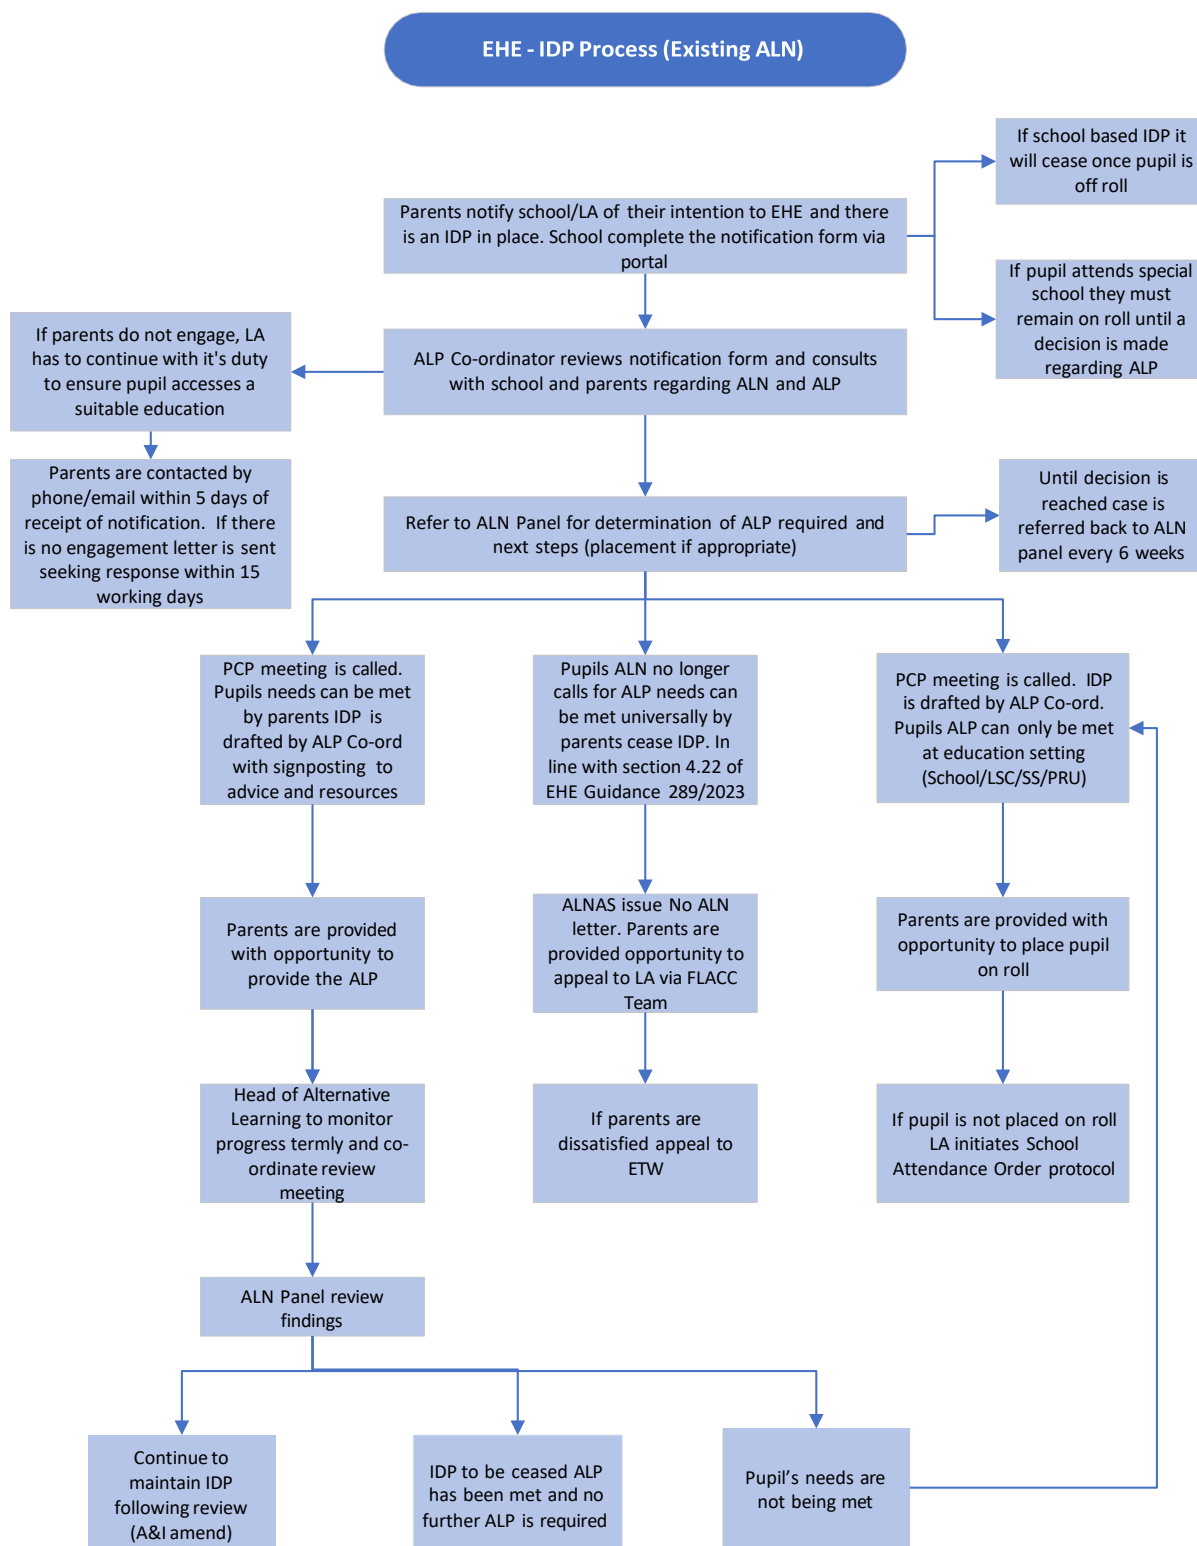 EHE - IDP Process (Existing ALN)
If school based IDP it
will cease once pupil is
off roll
Parents notify school/LA of their intention to EHE and there
is an IDP in place. School complete the notification form via
portal
If pupil attends special
school they must
remain on roll until a
decision is made
regarding ALP
If parents do not engage, LA
has to continue with it's duty
to ensure pupil accesses a
suitable education
ALP Co-ordinator reviews notification form and consults
with school and parents regarding ALN and ALP
Parents are contacted by
phone/email within 5 days of
receipt of notification. If there
is no engagement letter is sent
seeking response within 15
working days
Refer to ALN Panel for determination of ALP required and
next steps (placement if appropriate)
Until decision is
reached case is
referred back to ALN
panel every 6 weeks
PCP meeting is called.
Pupils needs can be met
by parents IDP is
drafted by ALP Co-ord
with signposting to
advice and resources
Pupils ALN no longer
calls for ALP needs can
be met universally by
parents cease IDP. In
line with section 4.22 of
EHE Guidance 289/2023
PCP meeting is called. IDP
is drafted by ALP Co-ord.
Pupils ALP can only be met
at education setting
(School/LSC/SS/PRU)
Parents are provided
with opportunity to
provide the ALP
ALNAS issue No ALN
letter. Parents are
provided opportunity to
appeal to LA via FLACC
Team
Parents are provided with
opportunity to place pupil
on roll
Head of Alternative
Learning to monitor
progress termly and co-
ordinate review
meeting
If parents are
dissatisfied appeal to
ETW
If pupil is not placed on roll
LA initiates School
Attendance Order protocol
ALN Panel review
findings
Continue to
maintain IDP
following review
(A&I amend)
IDP to be ceased ALP
has been met and no
further ALP is required
Pupil's needs are
not being met